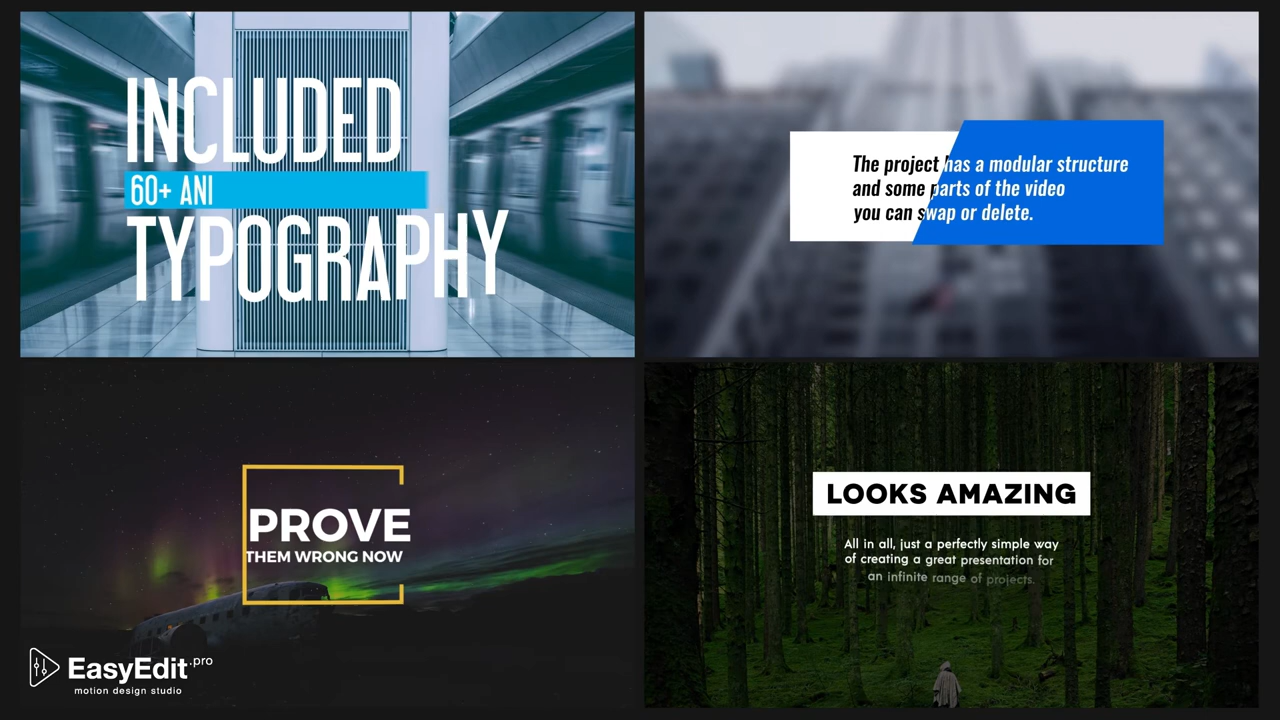 INCLUDED
60+ ANI
TYPOGRAPHY
The project has a modular structure
and some parts of the video
you can swap or delete.
PROVE
THEM WRONG NOW
LOOKS AMAZING
All in all, just a perfectly simple way
of creating a great presentation for
an infinite range of projects.
EasyEdit.pro
motion design studio